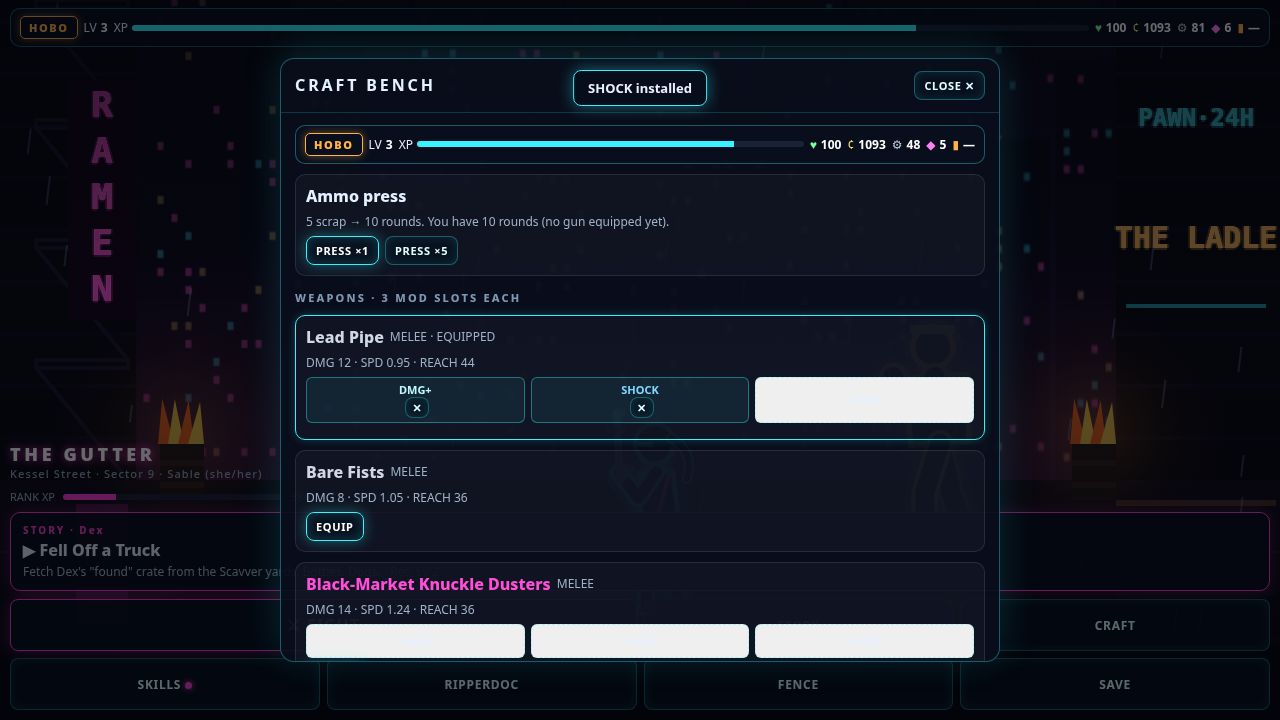 HOBO LV 3 XP ♥ 100 ¢ 1093 ⚙ 81 ◆ 6 ▮ —
CRAFT BENCH
SHOCK installed
CLOSE ✕
HOBO LV 3 XP ♥ 100 ¢ 1093 ⚙ 48 ◆ 5 ▮ —
Ammo press
5 scrap → 10 rounds. You have 10 rounds (no gun equipped yet).
PRESS ×1 PRESS ×5
WEAPONS · 3 MOD SLOTS EACH
Lead Pipe MELEE · EQUIPPED
DMG 12 · SPD 0.95 · REACH 44
DMG+ SHOCK
✕ ✕
Bare Fists MELEE
DMG 8 · SPD 1.05 · REACH 36
EQUIP
Black-Market Knuckle Dusters MELEE
DMG 14 · SPD 1.24 · REACH 36
RAMEN
PAWN·24H
THE LADLE
THE GUTTER
Kessel Street · Sector 9 · Sable (she/her)
RANK XP
STORY · Dex
▶ Fell Off a Truck
Fetch Dex's "found" crate from the Scavver
CRAFT
SKILLS RIPPERDOC FENCE SAVE